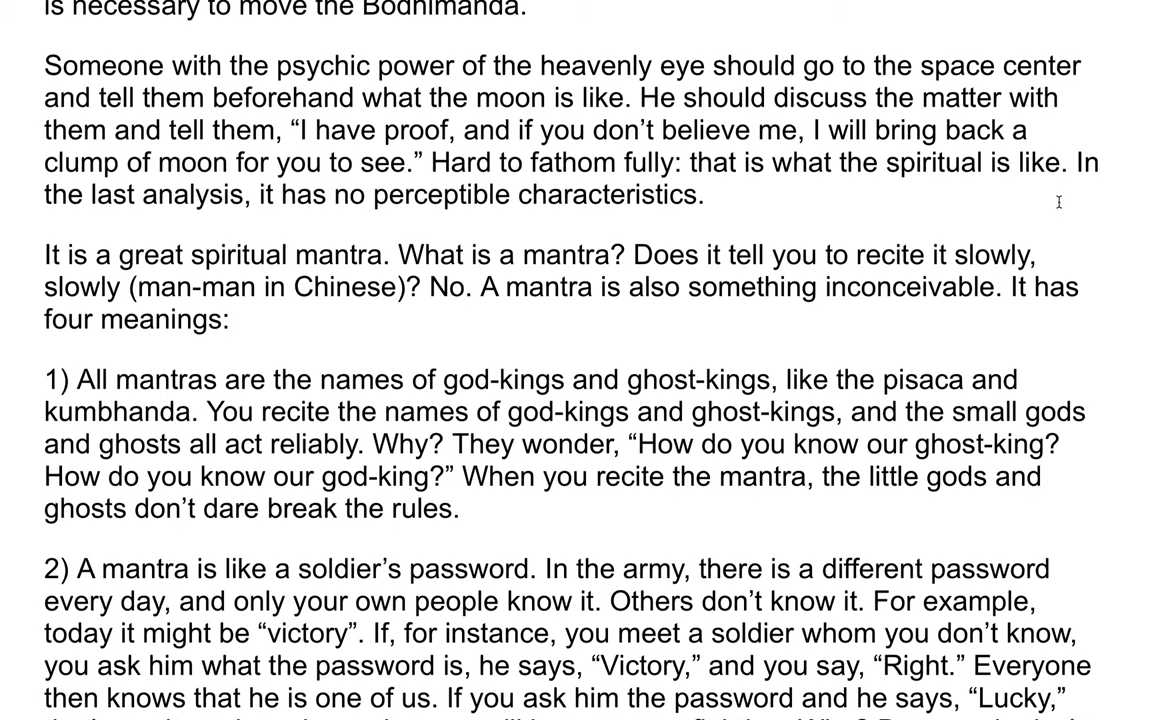 is necessary to move the Bodhimanda.
Someone with the psychic power of the heavenly eye should go to the space center
and tell them beforehand what the moon is like. He should discuss the matter with
them and tell them, “I have proof, and if you don’t believe me, I will bring back a
clump of moon for you to see.” Hard to fathom fully: that is what the spiritual is like. In
the last analysis, it has no perceptible characteristics.
It is a great spiritual mantra. What is a mantra? Does it tell you to recite it slowly,
slowly (man-man in Chinese)? No. A mantra is also something inconceivable. It has
four meanings:
1) All mantras are the names of god-kings and ghost-kings, like the pisaca and
kumbhanda. You recite the names of god-kings and ghost-kings, and the small gods
and ghosts all act reliably. Why? They wonder, “How do you know our ghost-king?
How do you know our god-king?” When you recite the mantra, the little gods and
ghosts don’t dare break the rules.
2) A mantra is like a soldier’s password. In the army, there is a different password
every day, and only your own people know it. Others don’t know it. For example,
today it might be “victory”. If, for instance, you meet a soldier whom you don’t know,
you ask him what the password is, he says, “Victory,” and you say, “Right.” Everyone
then knows that he is one of us. If you ask him the password and he says, “Lucky,”